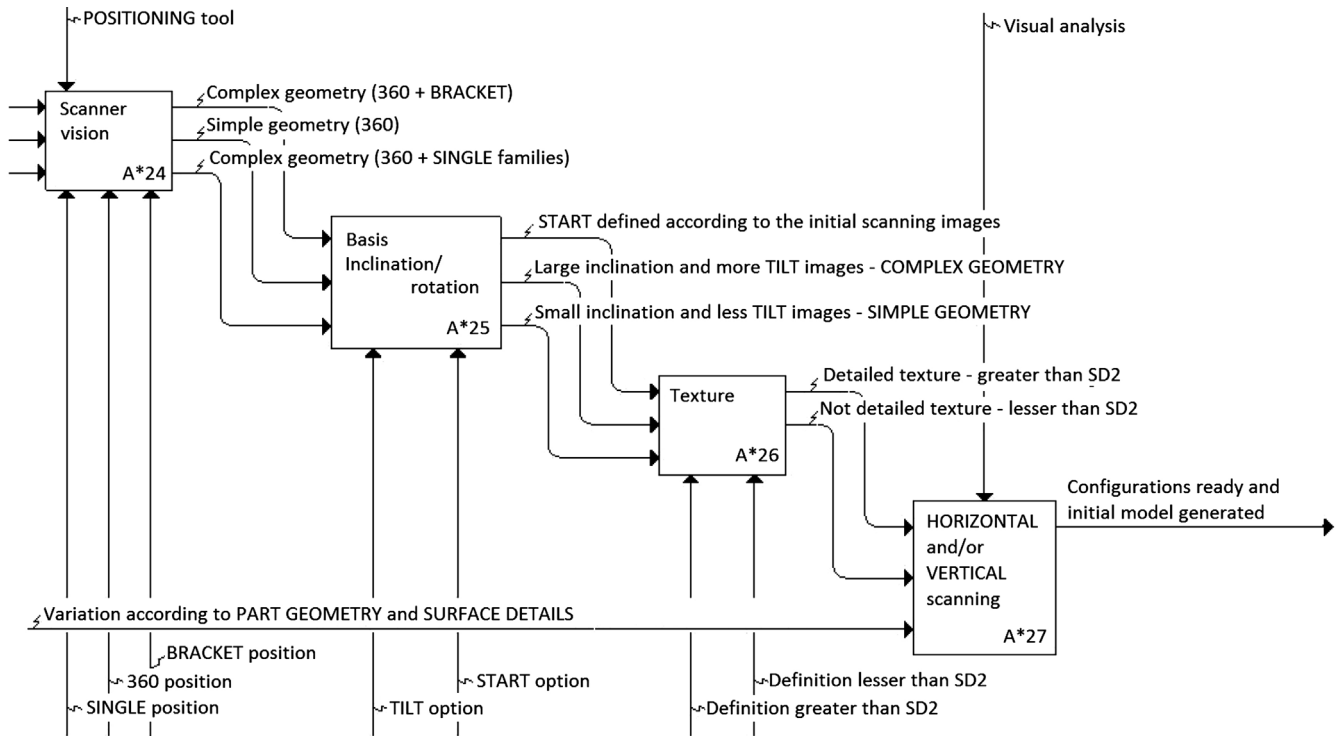 POSITIONING tool
Visual analysis
Scanner
vision
A*24
Complex geometry (360 + BRACKET)
Simple geometry (360)
Complex geometry (360 + SINGLE families)
Basis
Inclination/
rotation
A*25
START defined according to the initial scanning images
Large inclination and more TILT images - COMPLEX GEOMETRY
Small inclination and less TILT images - SIMPLE GEOMETRY
Texture
A*26
Detailed texture - greater than SD2
Not detailed texture - lesser than SD2
HORIZONTAL
and/or
VERTICAL
scanning
A*27
Configurations ready and
initial model generated
Variation according to PART GEOMETRY and SURFACE DETAILS
BRACKET position
360 position
SINGLE position
START option
TILT option
Definition lesser than SD2
Definition greater than SD2